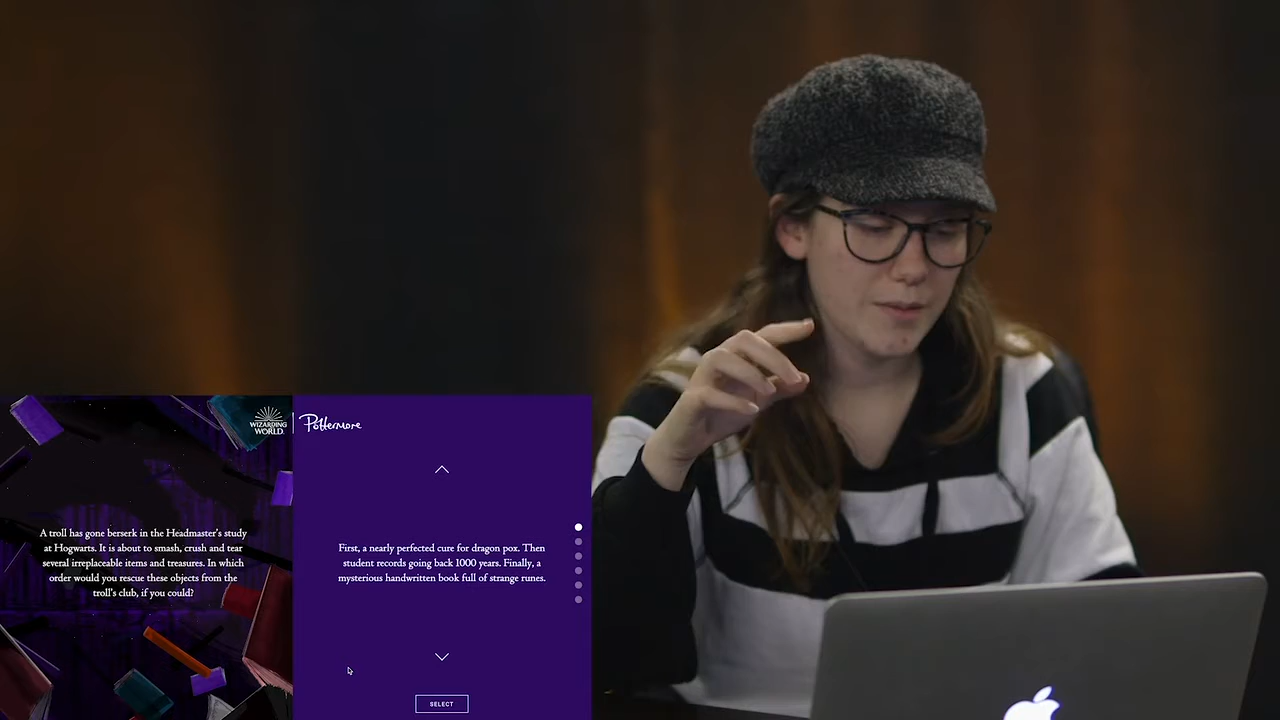 WIZARDING
WORLD
Pottermore
A troll has gone berserk in the Headmaster's study
at Hogwarts. It is about to smash, crush and tear
several irreplaceable items and treasures. In which
order would you rescue these objects from the
troll's club, if you could?
First, a nearly perfected cure for dragon pox. Then
student records going back 1000 years. Finally, a
mysterious handwritten book full of strange runes.
SELECT